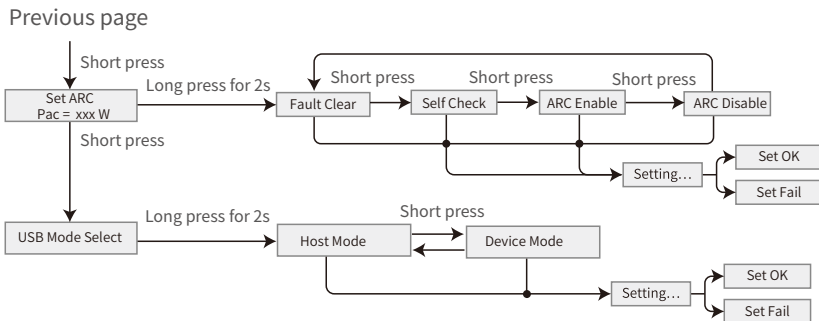 Previous page
Short press
Long press for 2s
Short press
Short press
Short press
Set ARC
Pac = xxx W
Fault Clear
Self Check
ARC Enable
ARC Disable
Short press
Setting...
Set OK
Set Fail
Long press for 2s
Short press
USB Mode Select
Host Mode
Device Mode
Setting...
Set OK
Set Fail